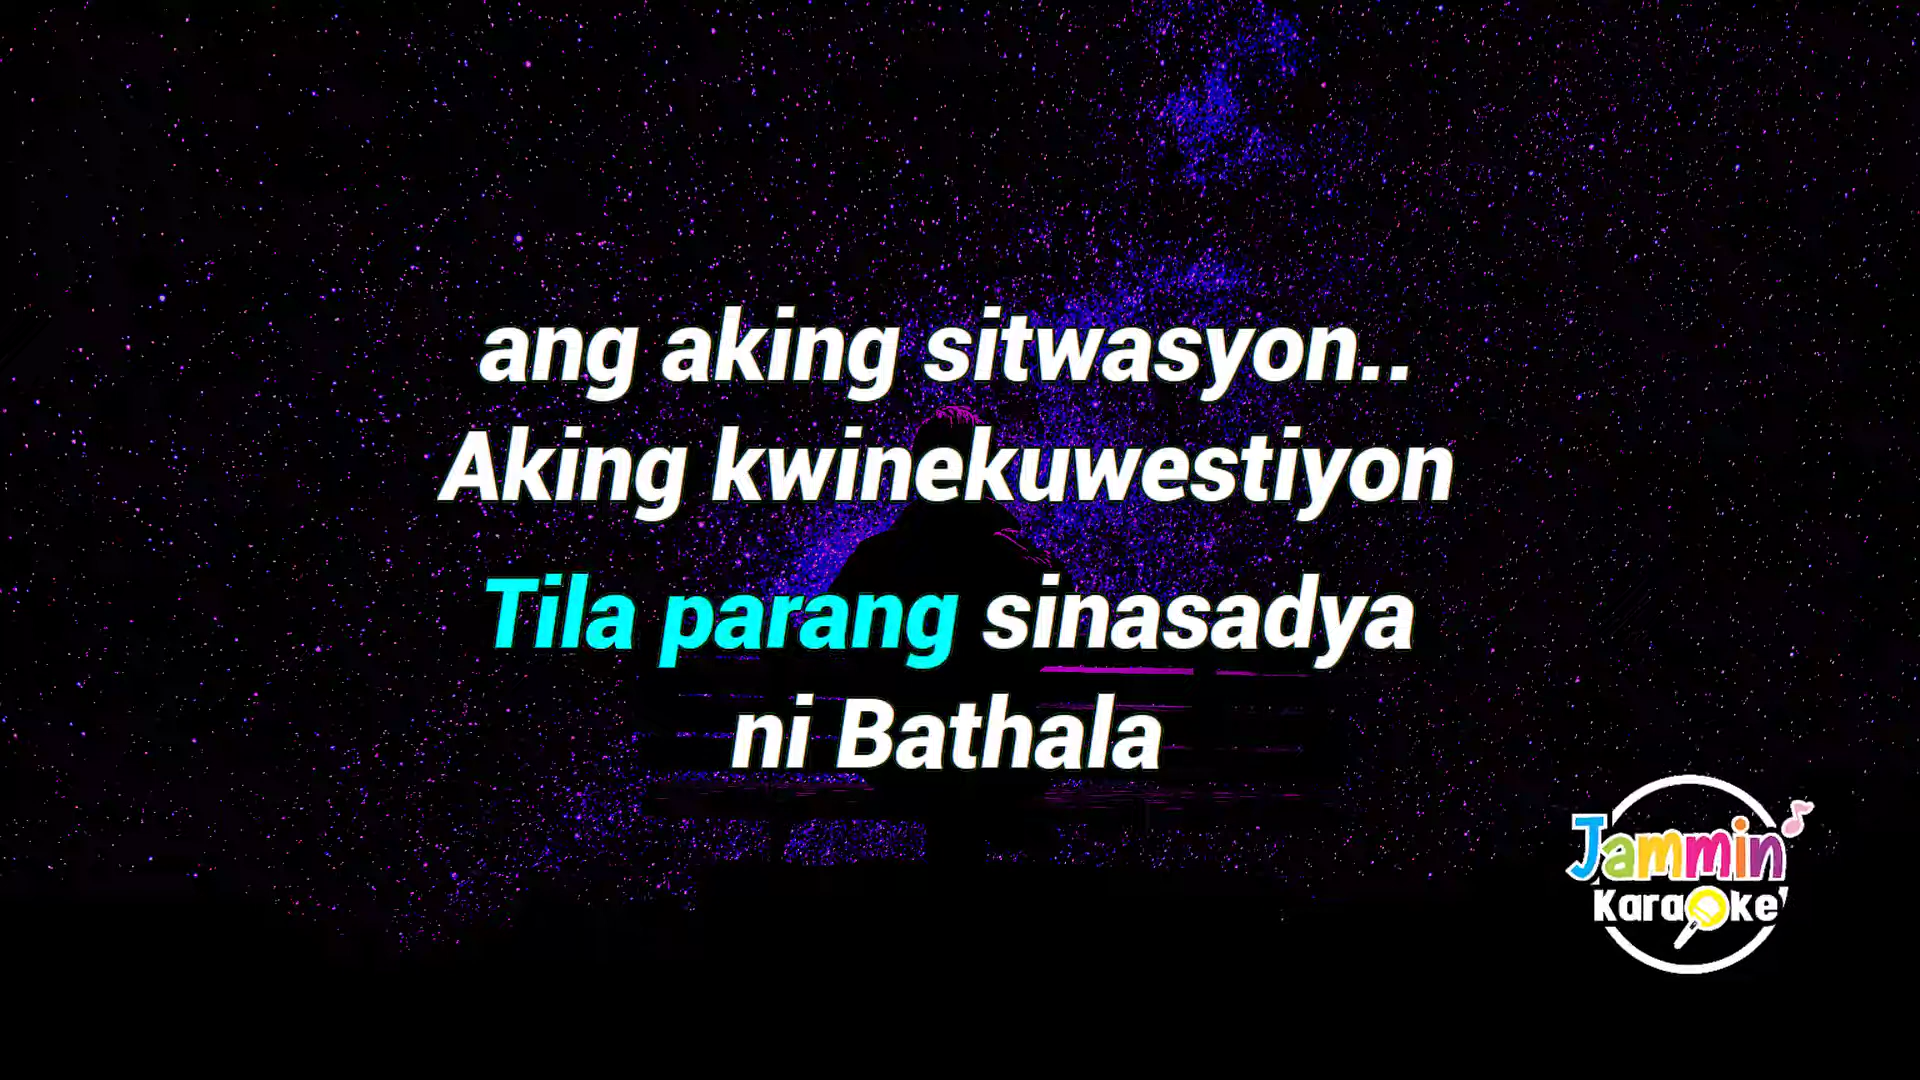 ang aking sitwasyon..
Aking kwinekuwestiyon
Tila parang sinasadya
ni Bathala
Jammin'
Karaoke